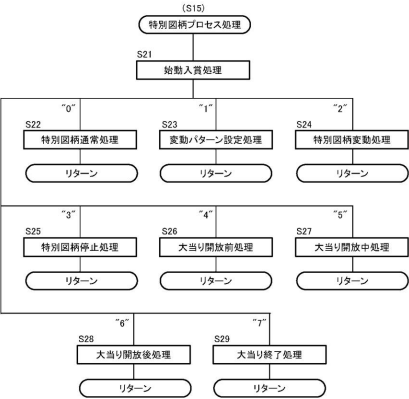 (S15)
特別図柄プロセス処理
S21
始動入賞処理
"0"
"1"
"2"
S22
S23
S24
特別図柄通常処理
変動パターン設定処理
特別図柄変動処理
リターン
リターン
リターン
"3"
"4"
"5"
S25
S26
S27
特別図柄停止処理
大当り開放前処理
大当り開放中処理
リターン
リターン
リターン
"6"
"7"
S28
S29
大当り開放後処理
大当り終了処理
リターン
リターン